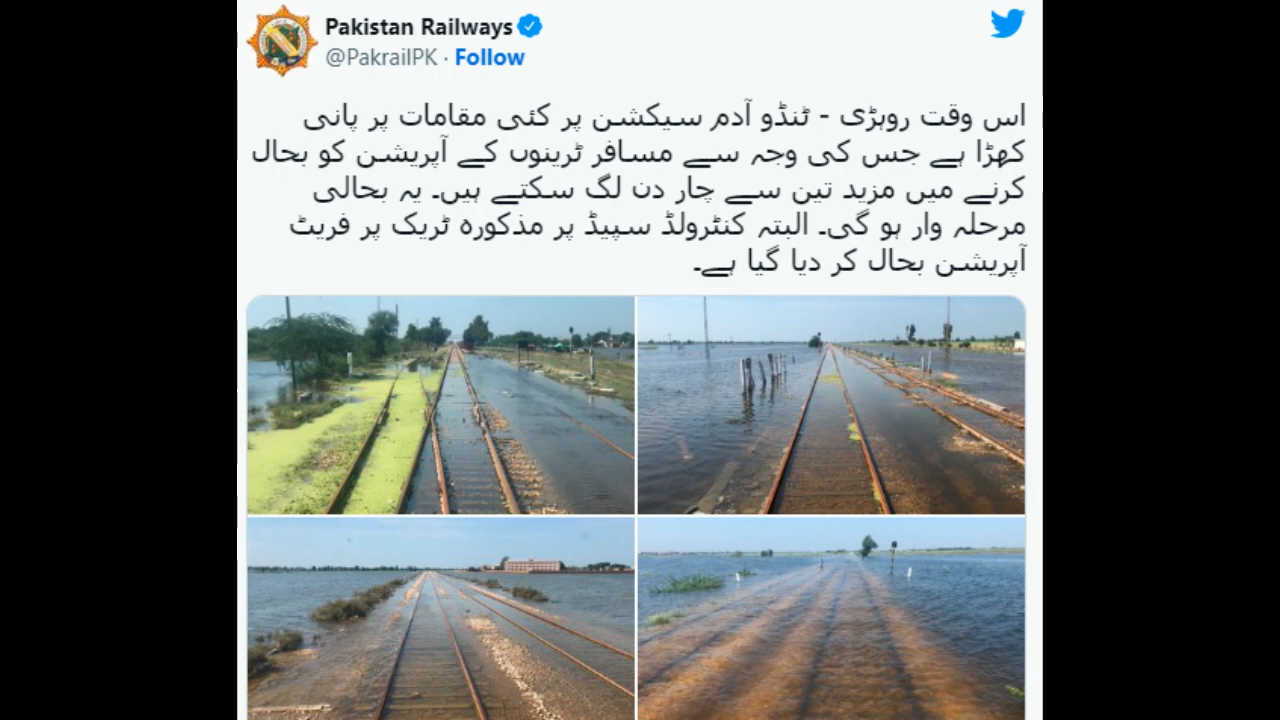 Pakistan Railways
@PakrailPK · Follow
اس وقت روہڑی - ٹنڈو آدم سیکشن پر کئی مقامات پر پانی
کھڑا ہے جس کی وجہ سے مسافر ٹرینوں کے آپریشن کو بحال
کرنے میں مزید تین سے چار دن لگ سکتے ہیں۔ یہ بحالی
مرحلہ وار ہو گی۔ البتہ کنٹرولڈ سپیڈ پر مذکورہ ٹریک پر فریٹ
آپریشن بحال کر دیا گیا ہے۔